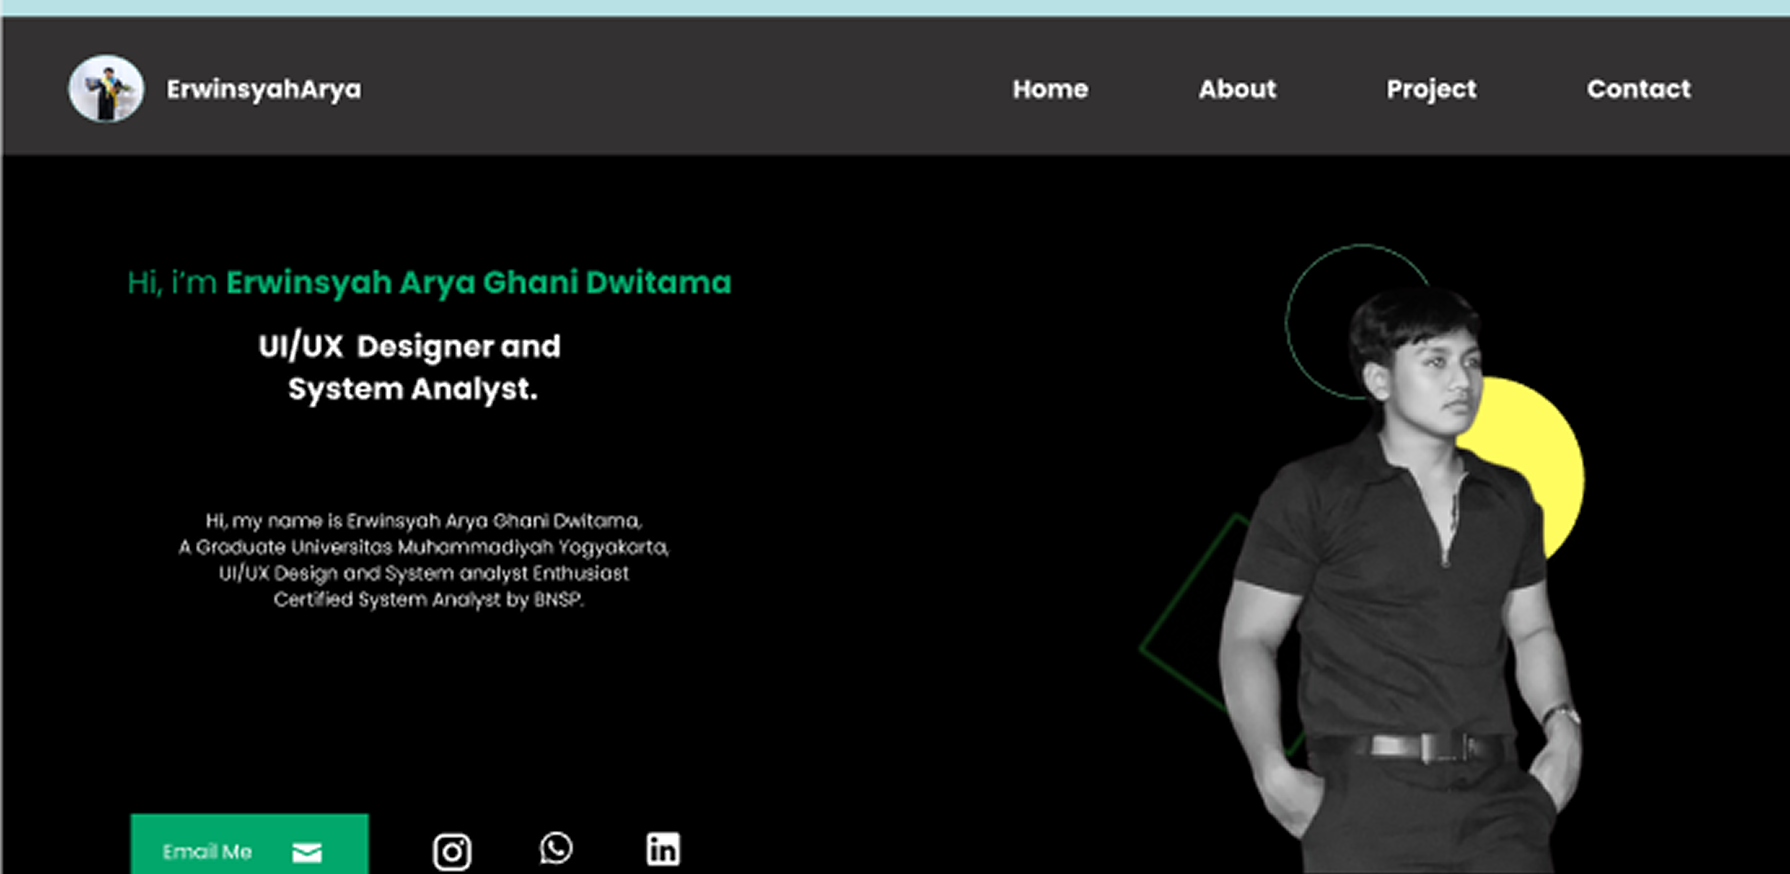 ErwinsyahArya
Home About Project Contact
Hi, i’m Erwinsyah Arya Ghani Dwitama
UI/UX Designer and
System Analyst.
Hi, my name is Erwinsyah Arya Ghani Dwitama,
A Graduate Universitas Muhammadiyah Yogyakarta,
UI/UX Design and System analyst Enthusiast
Certified System Analyst by BNSP.
Email Me
in